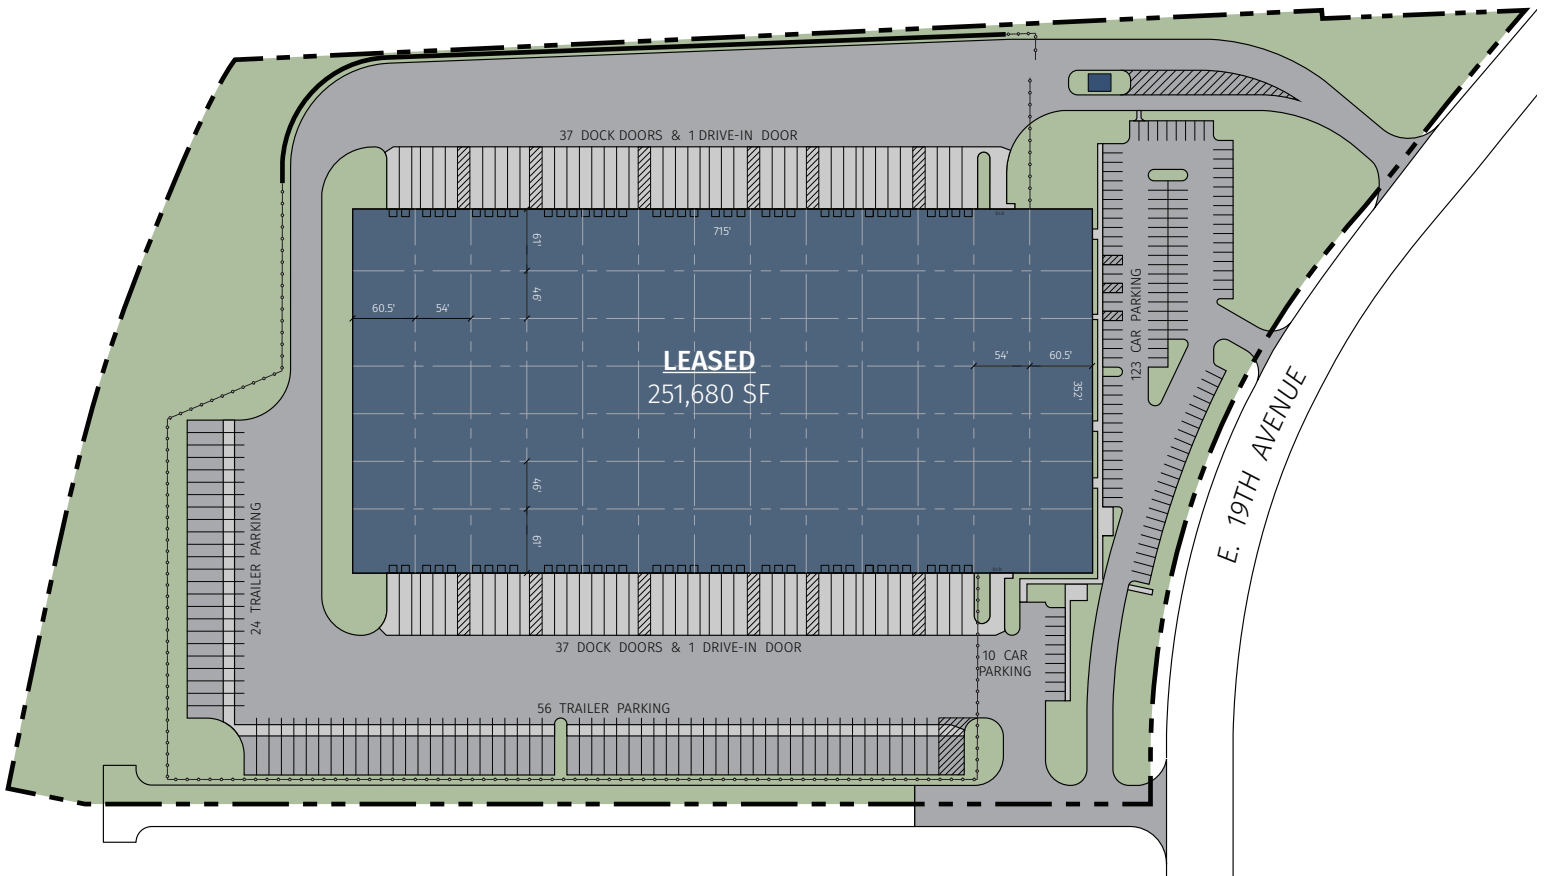 37 DOCK DOORS & 1 DRIVE-IN DOOR
61'
715'
46'
60.5'
54'
LEASED
251,680 SF
54'
60.5'
352'
123 CAR PARKING
E. 19TH AVENUE
46'
61'
24 TRAILER PARKING
37 DOCK DOORS & 1 DRIVE-IN DOOR
10 CAR
PARKING
56 TRAILER PARKING